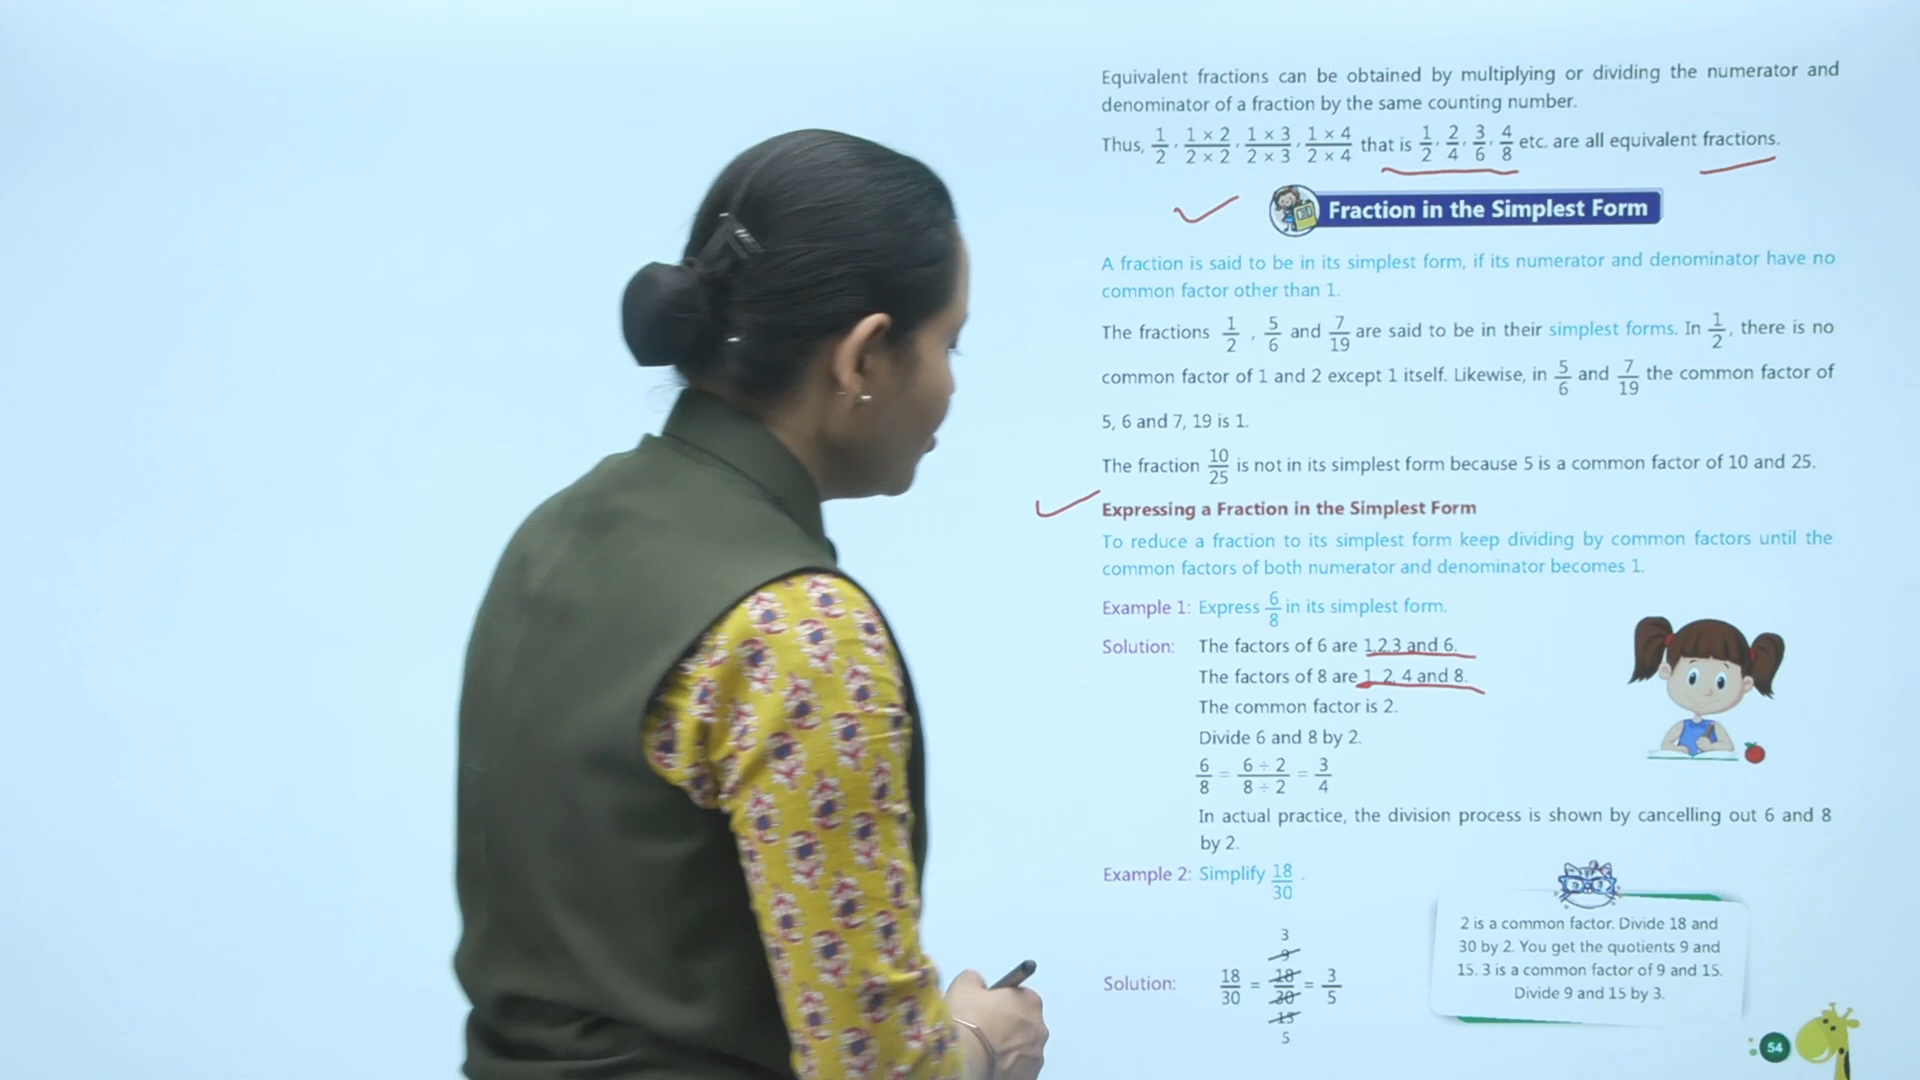 Equivalent fractions can be obtained by multiplying or dividing the numerator and
denominator of a fraction by the same counting number.
Thus, 1/2, (1 × 2)/(2 × 2), (1 × 3)/(2 × 3), (1 × 4)/(2 × 4) that is 1/2, 2/4, 3/6, 4/8 etc. are all equivalent fractions.
Fraction in the Simplest Form
A fraction is said to be in its simplest form, if its numerator and denominator have no
common factor other than 1.
The fractions 1/2 , 5/6 and 7/19 are said to be in their simplest forms. In 1/2, there is no
common factor of 1 and 2 except 1 itself. Likewise, in 5/6 and 7/19 the common factor of
5, 6 and 7, 19 is 1.
The fraction 10/25 is not in its simplest form because 5 is a common factor of 10 and 25.
Expressing a Fraction in the Simplest Form
To reduce a fraction to its simplest form keep dividing by common factors until the
common factors of both numerator and denominator becomes 1.
Example 1: Express 6/8 in its simplest form.
Solution: The factors of 6 are 1,2,3 and 6.
The factors of 8 are 1, 2, 4 and 8.
The common factor is 2.
Divide 6 and 8 by 2.
6/8 = (6 ÷ 2)/(8 ÷ 2) = 3/4
In actual practice, the division process is shown by cancelling out 6 and 8
by 2.
Example 2: Simplify 18/30 .
3
9
Solution: 18/30 = 18/30 = 3/5
15
5
2 is a common factor. Divide 18 and
30 by 2. You get the quotients 9 and
15. 3 is a common factor of 9 and 15.
Divide 9 and 15 by 3.
54